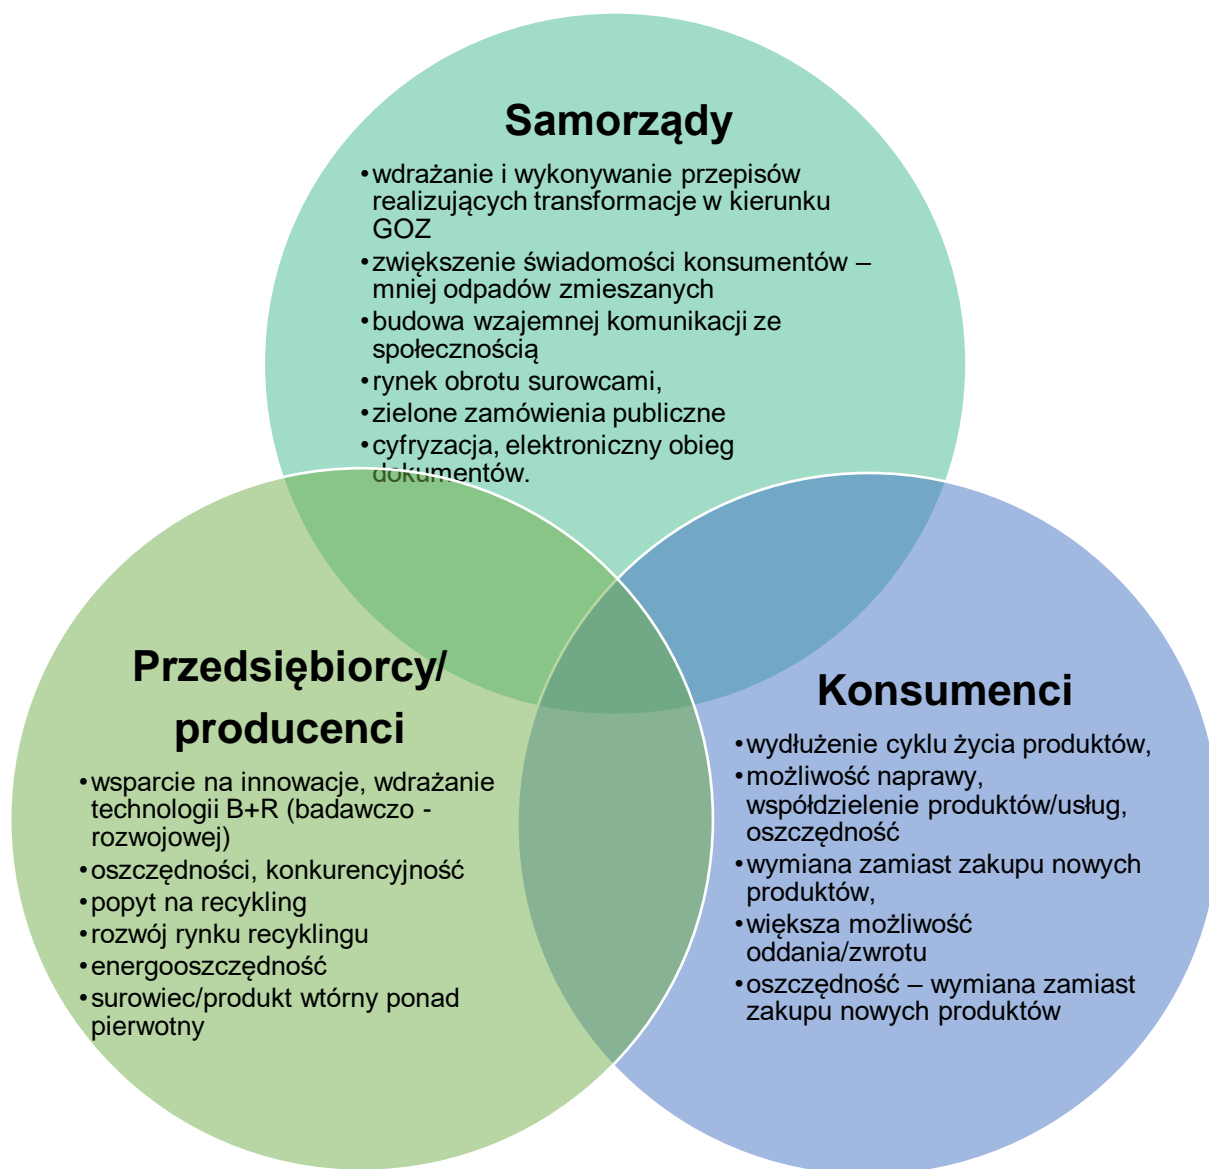 Samorządy
•wdrażanie i wykonywanie przepisów
realizujących transformacje w kierunku
GOZ
•zwiększenie świadomości konsumentów –
mniej odpadów zmieszanych
•budowa wzajemnej komunikacji ze
społecznością
•rynek obrotu surowcami,
•zielone zamówienia publiczne
•cyfryzacja, elektroniczny obieg
dokumentów.
Przedsiębiorcy/
producenci
•wsparcie na innowacje, wdrażanie
technologii B+R (badawczo -
rozwojowej)
•oszczędności, konkurencyjność
•popyt na recykling
•rozwój rynku recyklingu
•energooszczędność
•surowiec/produkt wtórny ponad
pierwotny
Konsumenci
•wydłużenie cyklu życia produktów,
•możliwość naprawy,
współdzielenie produktów/usług,
oszczędność
•wymiana zamiast zakupu nowych
produktów,
•większa możliwość
oddania/zwrotu
•oszczędność – wymiana zamiast
zakupu nowych produktów